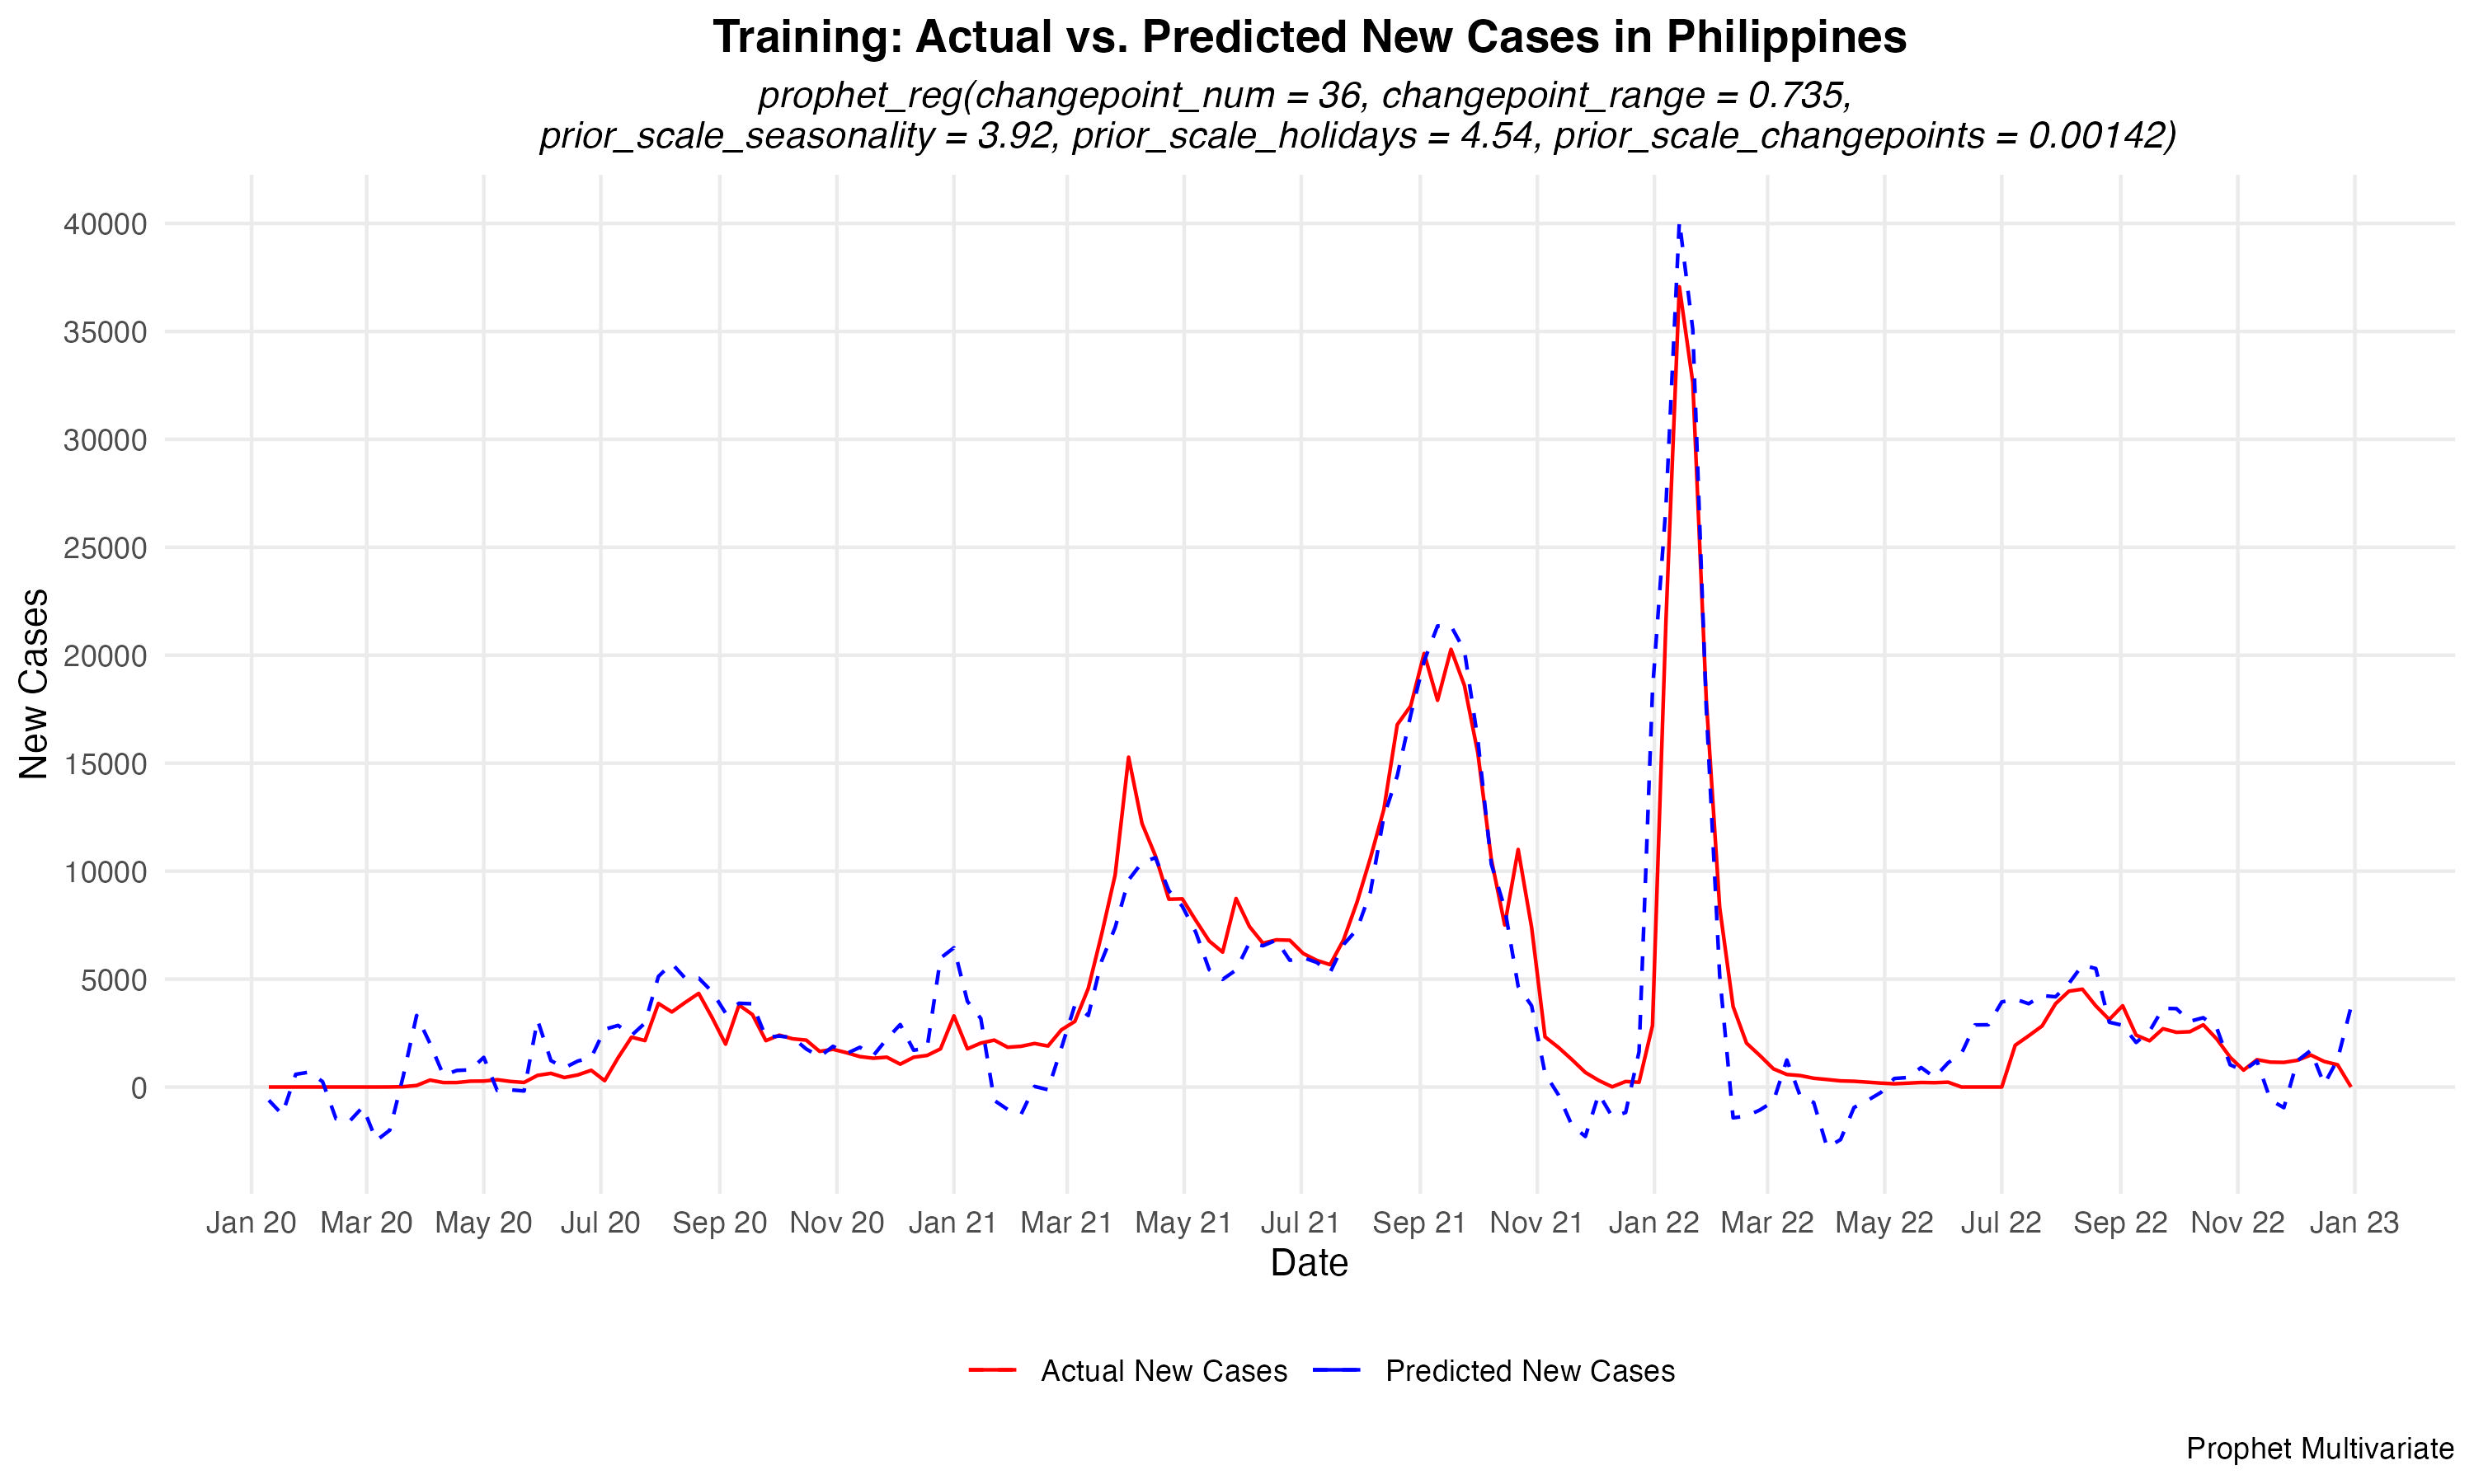 Training: Actual vs. Predicted New Cases in Philippines
prophet_reg(changepoint_num = 36, changepoint_range = 0.735,
prior_scale_seasonality = 3.92, prior_scale_holidays = 4.54, prior_scale_changepoints = 0.00142)
New Cases
40000
35000
30000
25000
20000
15000
10000
5000
0
Jan 20 Mar 20 May 20 Jul 20 Sep 20 Nov 20 Jan 21 Mar 21 May 21 Jul 21 Sep 21 Nov 21 Jan 22 Mar 22 May 22 Jul 22 Sep 22 Nov 22 Jan 23
Date
Actual New Cases Predicted New Cases
Prophet Multivariate